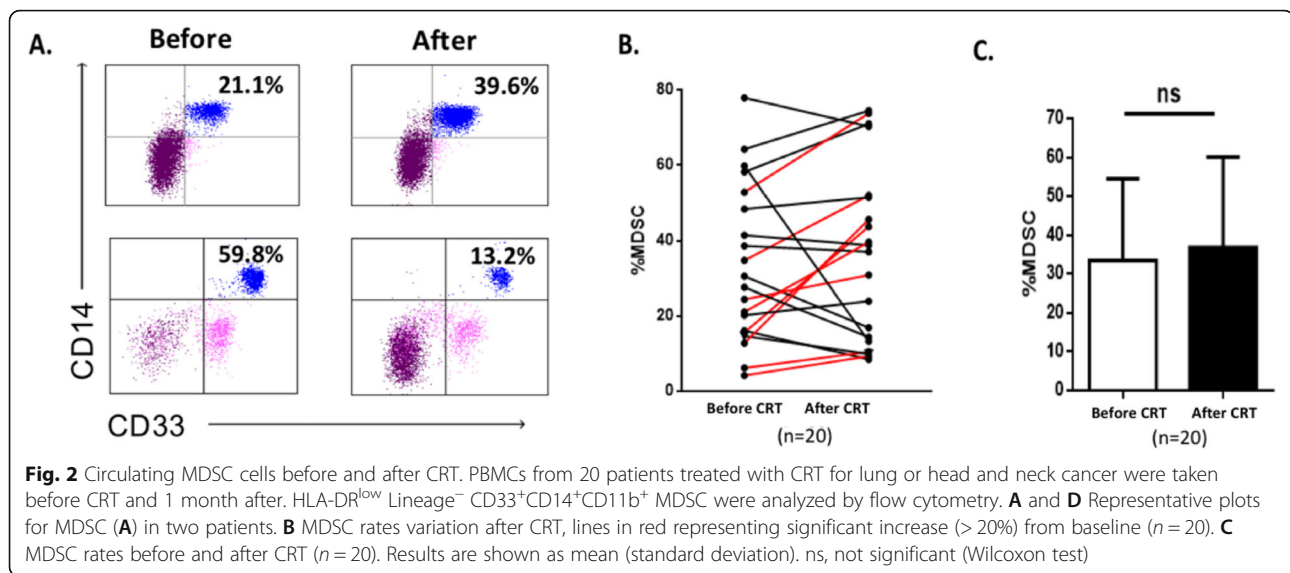 A.
Before
After
21.1%
39.6%
59.8%
13.2%
CD14
CD33
B.
80
60
40
20
0
%MDSC
Before CRT
After CRT
(n=20)
C.
ns
70
60
50
40
30
20
10
0
%MDSC
Before CRT
After CRT
(n=20)
Fig. 2 Circulating MDSC cells before and after CRT. PBMCs from 20 patients treated with CRT for lung or head and neck cancer were taken
before CRT and 1 month after. HLA-DRlow Lineage− CD33+CD14+CD11b+ MDSC were analyzed by flow cytometry. A and D Representative plots
for MDSC (A) in two patients. B MDSC rates variation after CRT, lines in red representing significant increase (> 20%) from baseline (n = 20). C
MDSC rates before and after CRT (n = 20). Results are shown as mean (standard deviation). ns, not significant (Wilcoxon test)